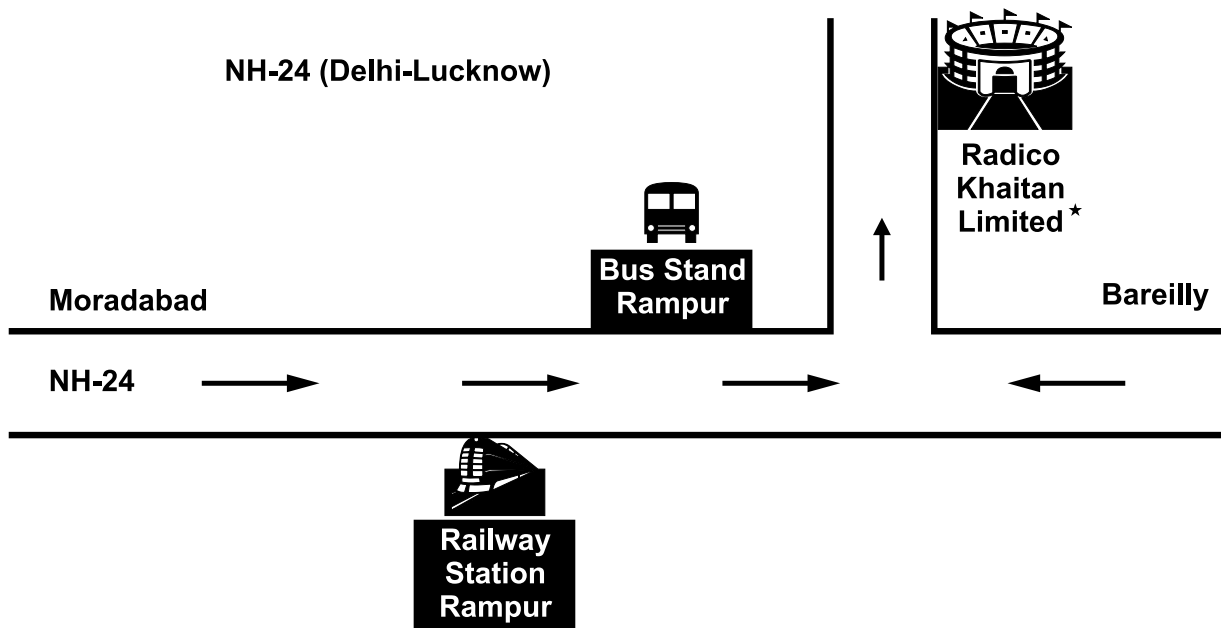 NH-24 (Delhi-Lucknow)
Radico
Khaitan
Limited ★
Bus Stand
Rampur
Moradabad
Bareilly
NH-24
Railway
Station
Rampur